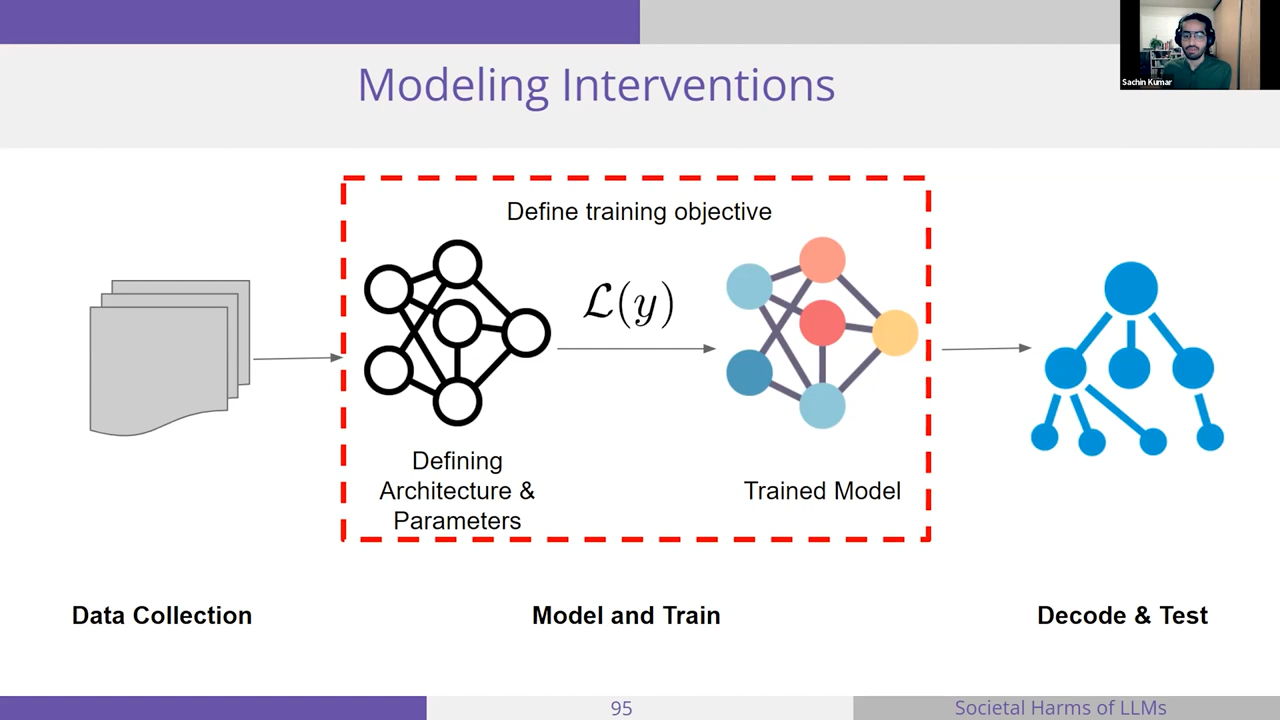 Modeling Interventions
Sachin Kumar
Define training objective
ℒ(y)
Defining
Architecture &
Parameters
Trained Model
Data Collection
Model and Train
Decode & Test
95
Societal Harms of LLMs